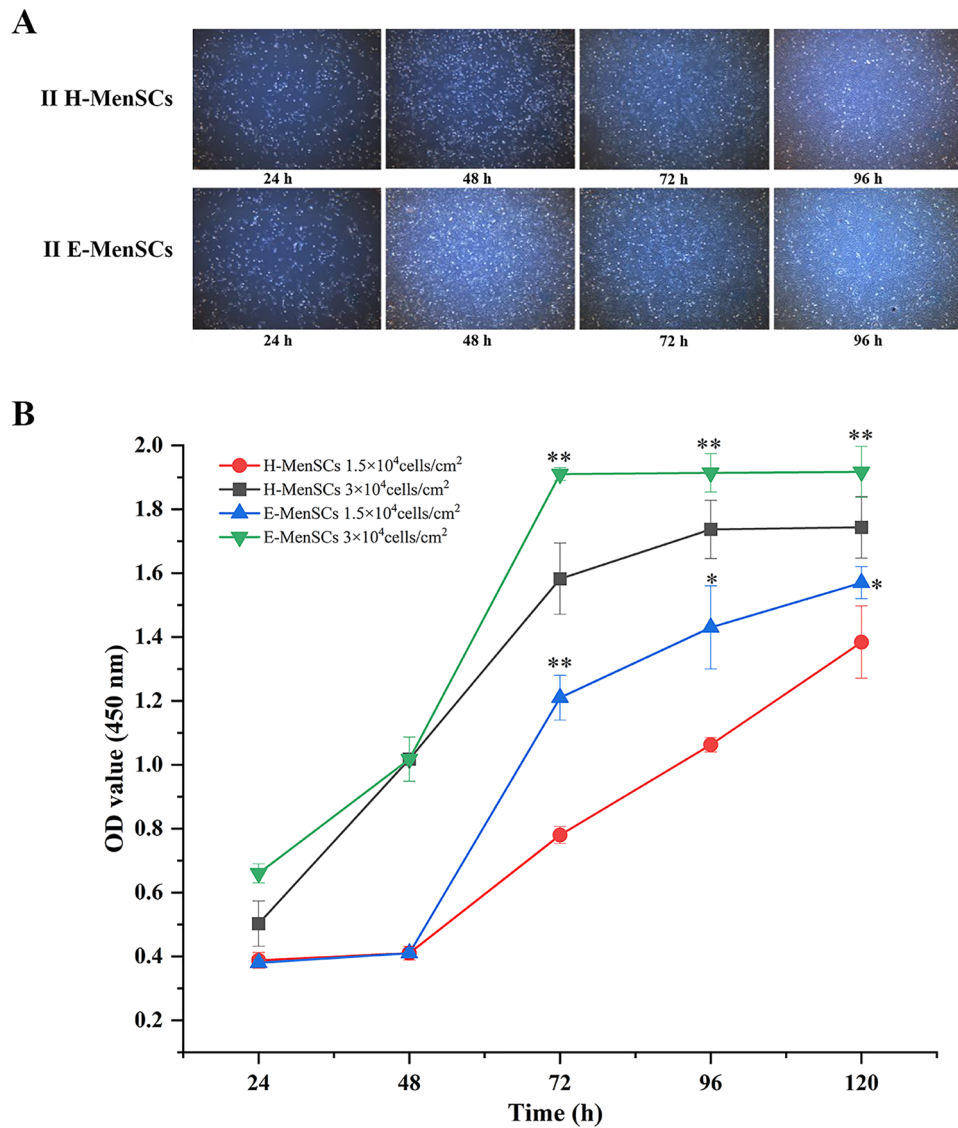 A
II H-MenSCs
24 h
48 h
72 h
96 h
II E-MenSCs
24 h
48 h
72 h
96 h
B
H-MenSCs 1.5×10⁴cells/cm²
H-MenSCs 3×10⁴cells/cm²
E-MenSCs 1.5×10⁴cells/cm²
E-MenSCs 3×10⁴cells/cm²
**
**
**
*
*
**
OD value (450 nm)
2.0
1.8
1.6
1.4
1.2
1.0
0.8
0.6
0.4
0.2
24
48
72
96
120
Time (h)